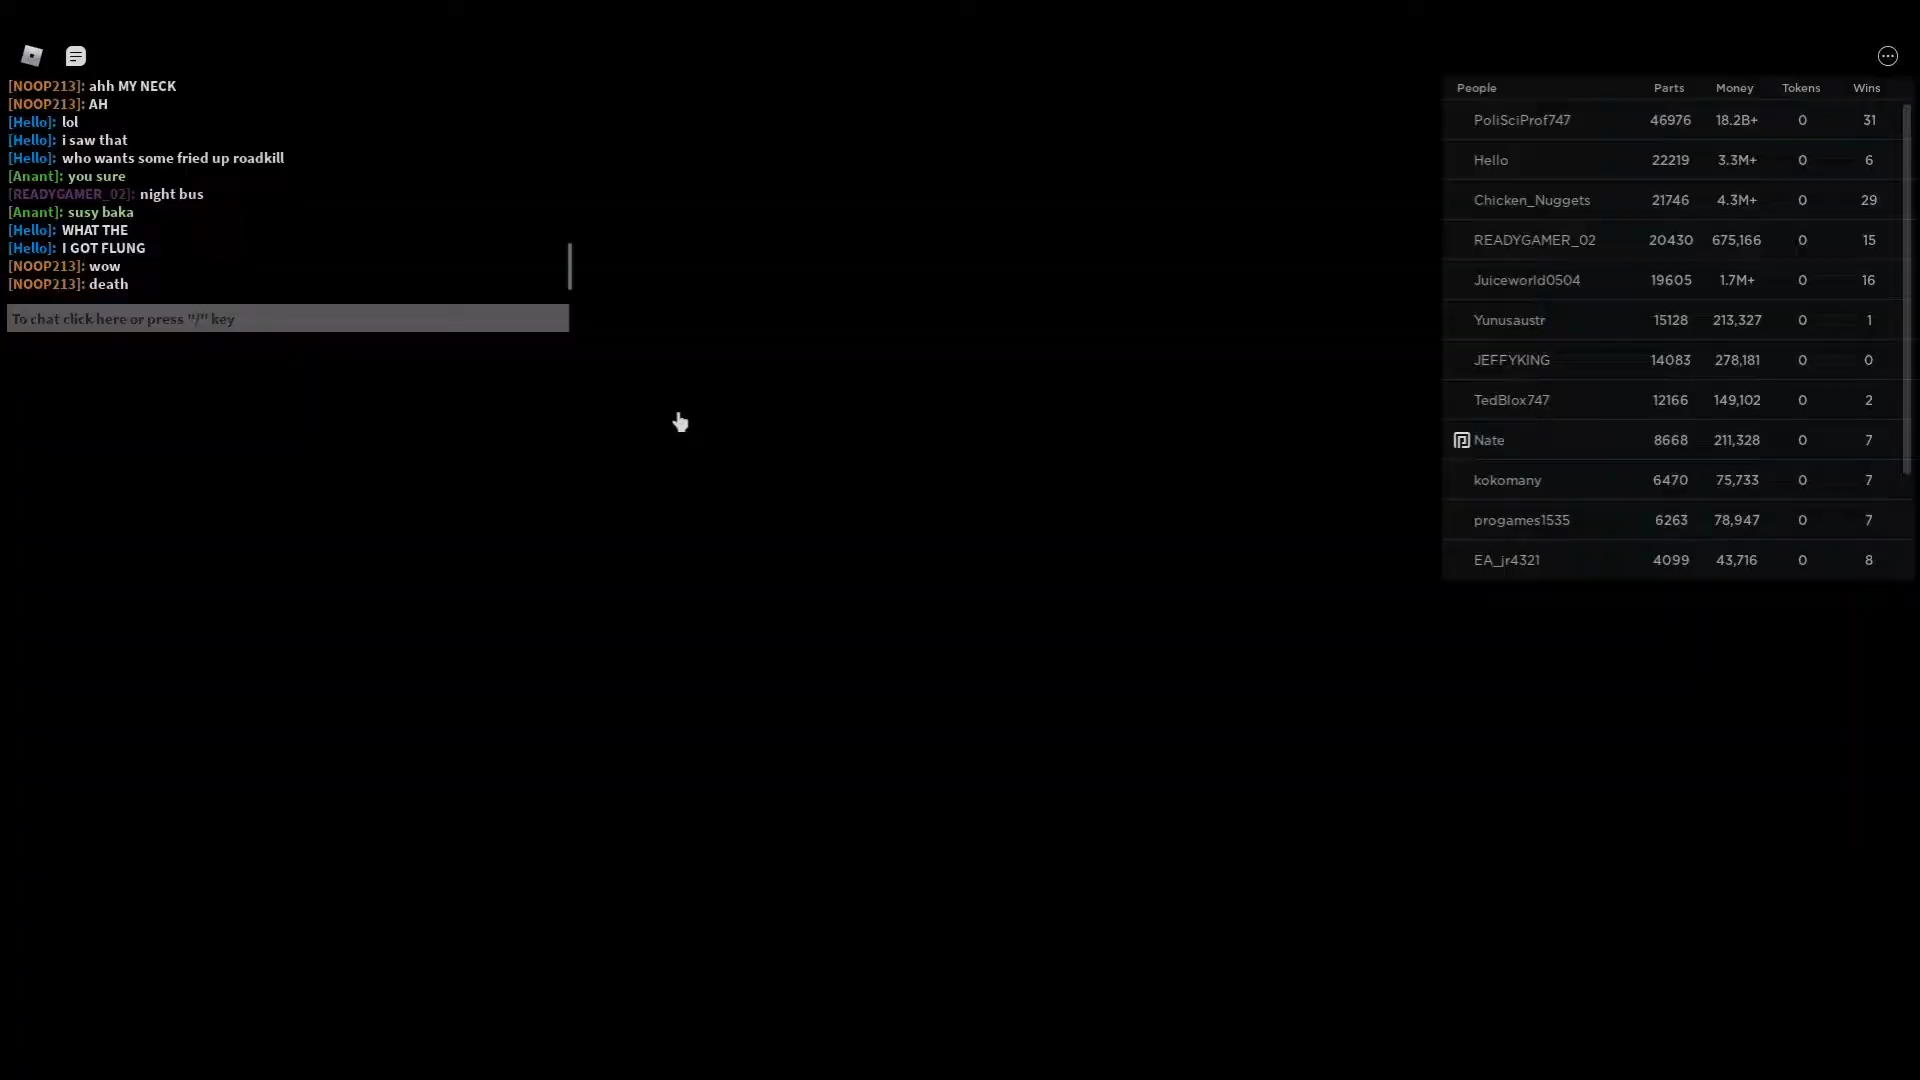 [NOOP213]: ahh MY NECK
[NOOP213]: AH
[Hello]: lol
[Hello]: i saw that
[Hello]: who wants some fried up roadkill
[Anant]: you sure
[READYGAMER_02]: night bus
[Anant]: susy baka
[Hello]: WHAT THE
[Hello]: I GOT FLUNG
[NOOP213]: wow
[NOOP213]: death
To chat click here or press "/" key
People Parts Money Tokens Wins
PoliSciProf747 46976 18.2B+ 0 31
Hello 22219 3.3M+ 0 6
Chicken_Nuggets 21746 4.3M+ 0 29
READYGAMER_02 20430 675,166 0 15
Juiceworld0504 19605 1.7M+ 0 16
Yunusaustr 15128 213,327 0 1
JEFFYKING 14083 278,181 0 0
TedBlox747 12166 149,102 0 2
Nate 8668 211,328 0 7
kokomany 6470 75,733 0 7
progames1535 6263 78,947 0 7
EA_jr4321 4099 43,716 0 8